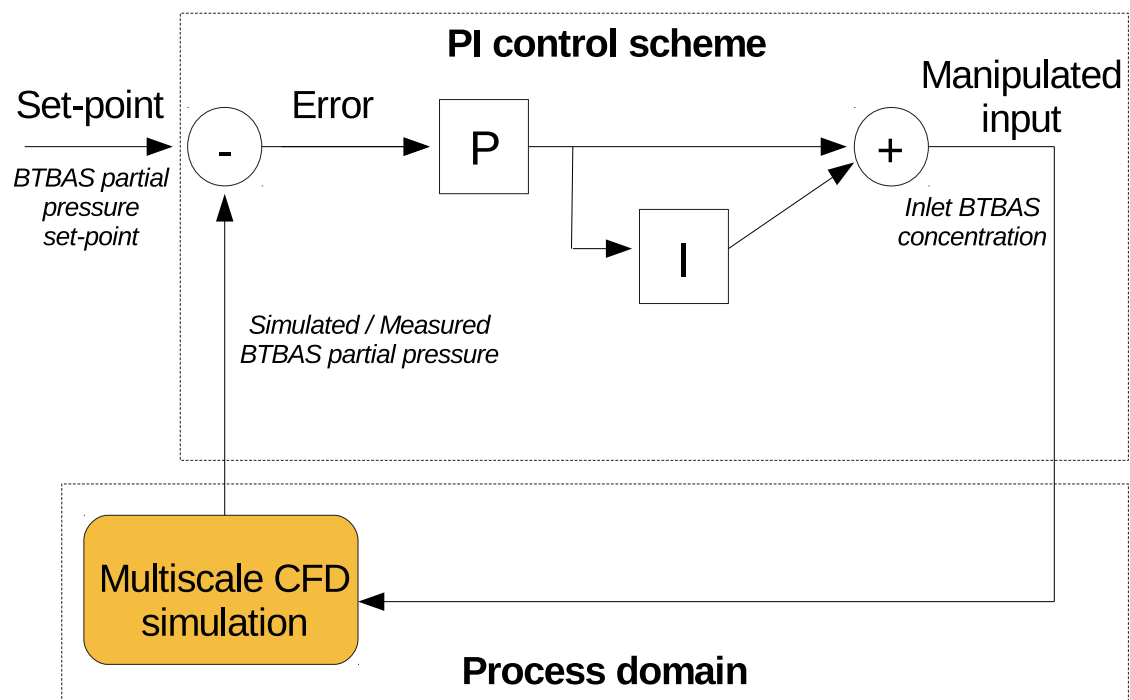 PI control scheme
Set-point
BTBAS partial
pressure
set-point
-
Error
P
I
+
Manipulated
input
Inlet BTBAS
concentration
Simulated / Measured
BTBAS partial pressure
Multiscale CFD
simulation
Process domain